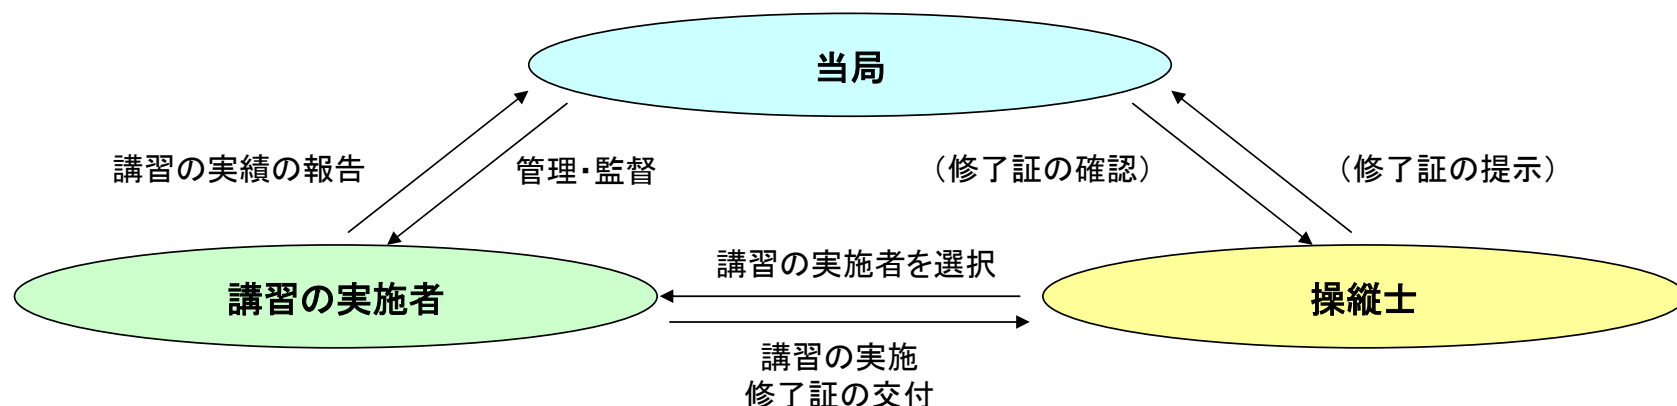 当局
講習の実績の報告
管理・監督
（修了証の確認）
（修了証の提示）
講習の実施者を選択
講習の実施者
操縦士
講習の実施
修了証の交付